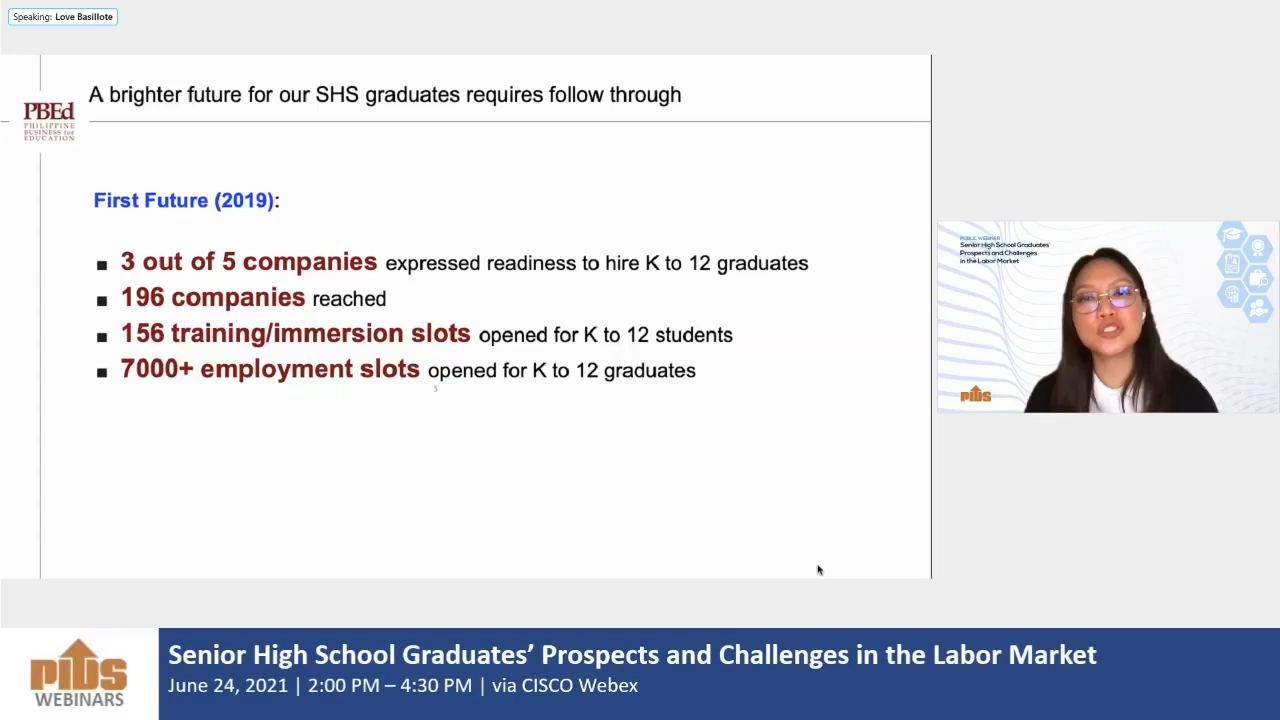 Speaking: Love Basillote
A brighter future for our SHS graduates requires follow through
PBEd
PHILIPPINE
BUSINESS for
EDUCATION
First Future (2019):
■ 3 out of 5 companies expressed readiness to hire K to 12 graduates
■ 196 companies reached
■ 156 training/immersion slots opened for K to 12 students
■ 7000+ employment slots opened for K to 12 graduates
5
PUBLIC WEBINAR
Senior High School Graduates'
Prospects and Challenges
in the Labor Market
PIDS
PIDS
WEBINARS
Senior High School Graduates’ Prospects and Challenges in the Labor Market
June 24, 2021 | 2:00 PM – 4:30 PM | via CISCO Webex